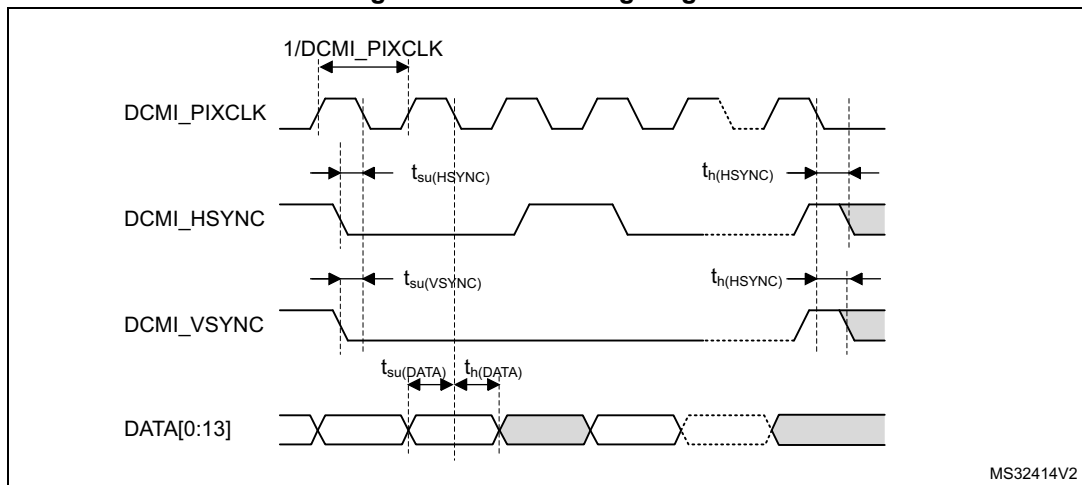 1/DCMI_PIXCLK
DCMI_PIXCLK
tsu(HSYNC)
th(HSYNC)
DCMI_HSYNC
tsu(VSYNC)
th(HSYNC)
DCMI_VSYNC
tsu(DATA)
th(DATA)
DATA[0:13]
MS32414V2